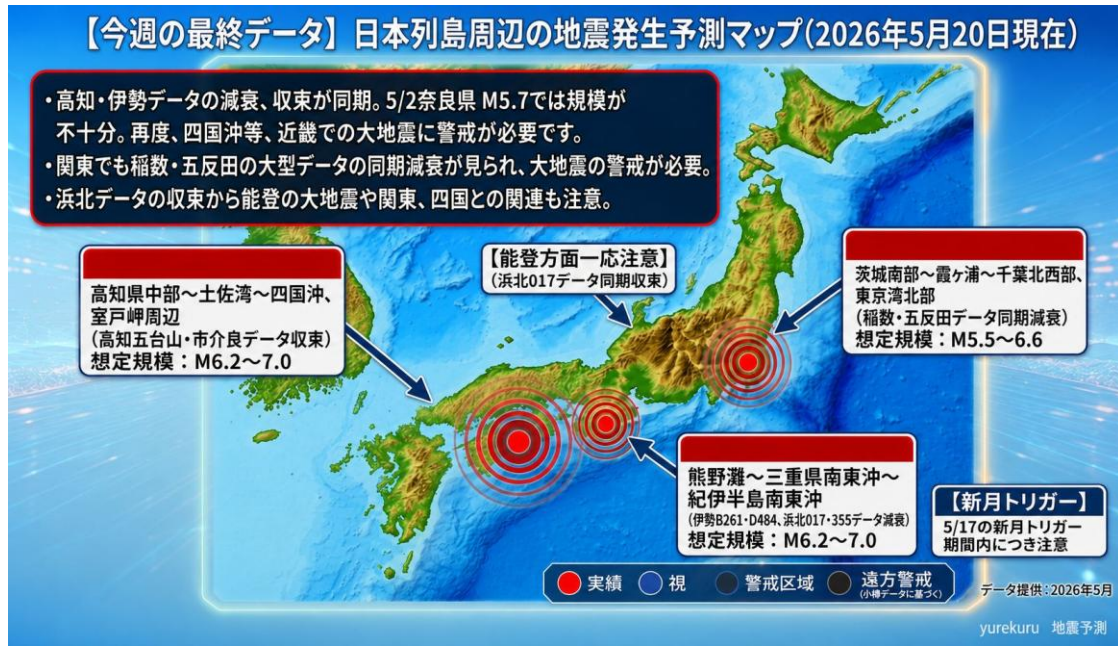 【今週の最終データ】日本列島周辺の地震発生予測マップ(2026年5月20日現在)
・高知・伊勢データの減衰、収束が同期。5/2奈良県 M5.7では規模が
不十分。再度、四国沖等、近畿での大地震に警戒が必要です。
・関東でも稲数・五反田の大型データの同期減衰が見られ、大地震の警戒が必要。
・浜北データの収束から能登の大地震や関東、四国との関連も注意。
高知県中部～土佐湾～四国沖、
室戸岬周辺
(高知五台山・市介良データ収束)
想定規模：M6.2～7.0
【能登方面一応注意】
(浜北017データ同期収束)
茨城南部～霞ヶ浦～千葉北西部、
東京湾北部
(稲数・五反田データ同期減衰)
想定規模：M5.5～6.6
熊野灘～三重県南東沖～
紀伊半島南東沖
(伊勢B261・D484、浜北017・355データ減衰)
想定規模：M6.2～7.0
【新月トリガー】
5/17の新月トリガー
期間内につき注意
実績 視 警戒区域 遠方警戒
(小樽データに基づく)
データ提供：2026年5月
yurekuru 地震予測